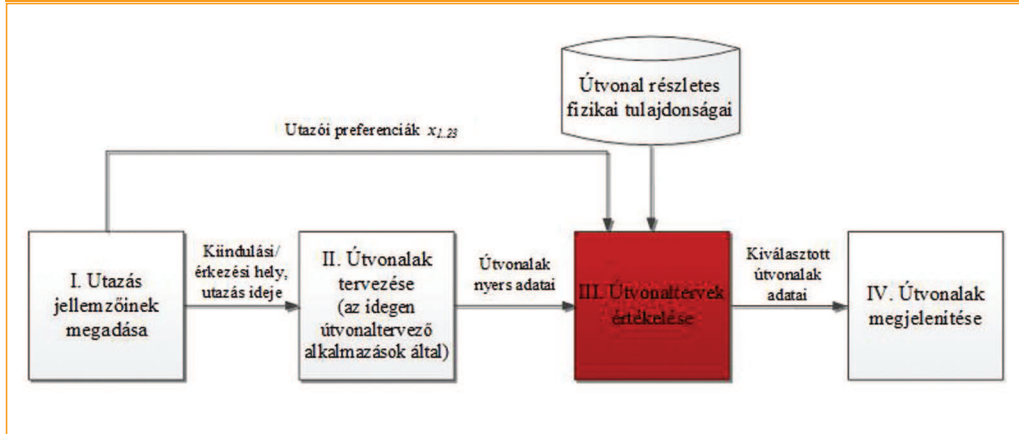 Útvonal részletes
fizikai tulajdonságai
Utazói preferenciák x1..23
I. Utazás
jellemzőinek
megadása
Kiindulási/
érkezési hely,
utazás ideje
II. Útvonalak
tervezése
(az idegen
útvonaltervező
alkalmazások által)
Útvonalak
nyers adatai
III. Útvonaltervek
értékelése
Kiválasztott
útvonalak
adatai
IV. Útvonalak
megjelenítése